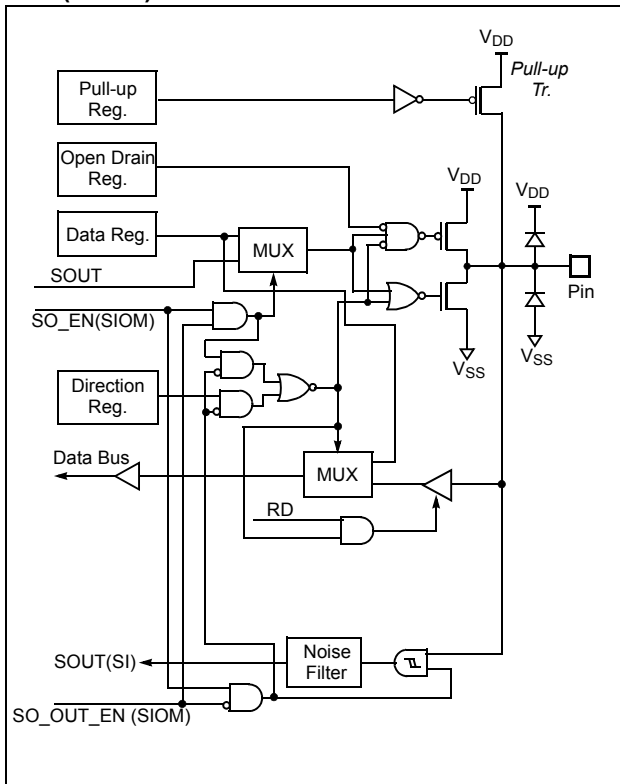 VDD
Pull-up
Tr.
Pull-up
Reg.
Open Drain
Reg.
VDD
VDD
Data Reg.
MUX
SOUT
Pin
SO_EN(SIOM)
VSS
VSS
Direction
Reg.
Data Bus
MUX
RD
SOUT(SI)
Noise
Filter
SO_OUT_EN (SIOM)